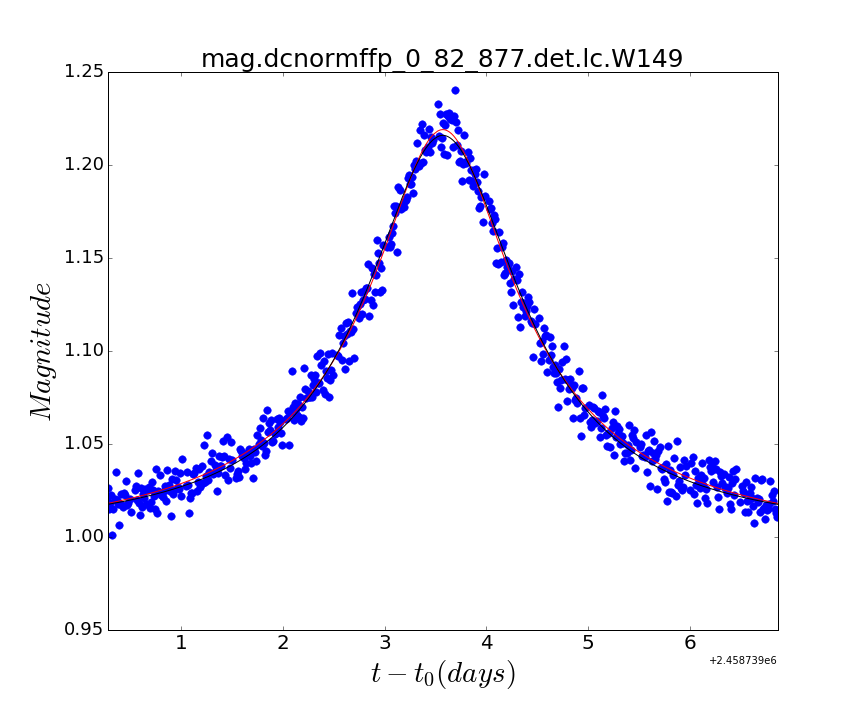 mag.dcnormffp_0_82_877.det.lc.W149
1.25
1.20
1.15
1.10
1.05
1.00
0.95
Magnitude
1 2 3 4 5 6
+2.458739e6
t − t₀(days)